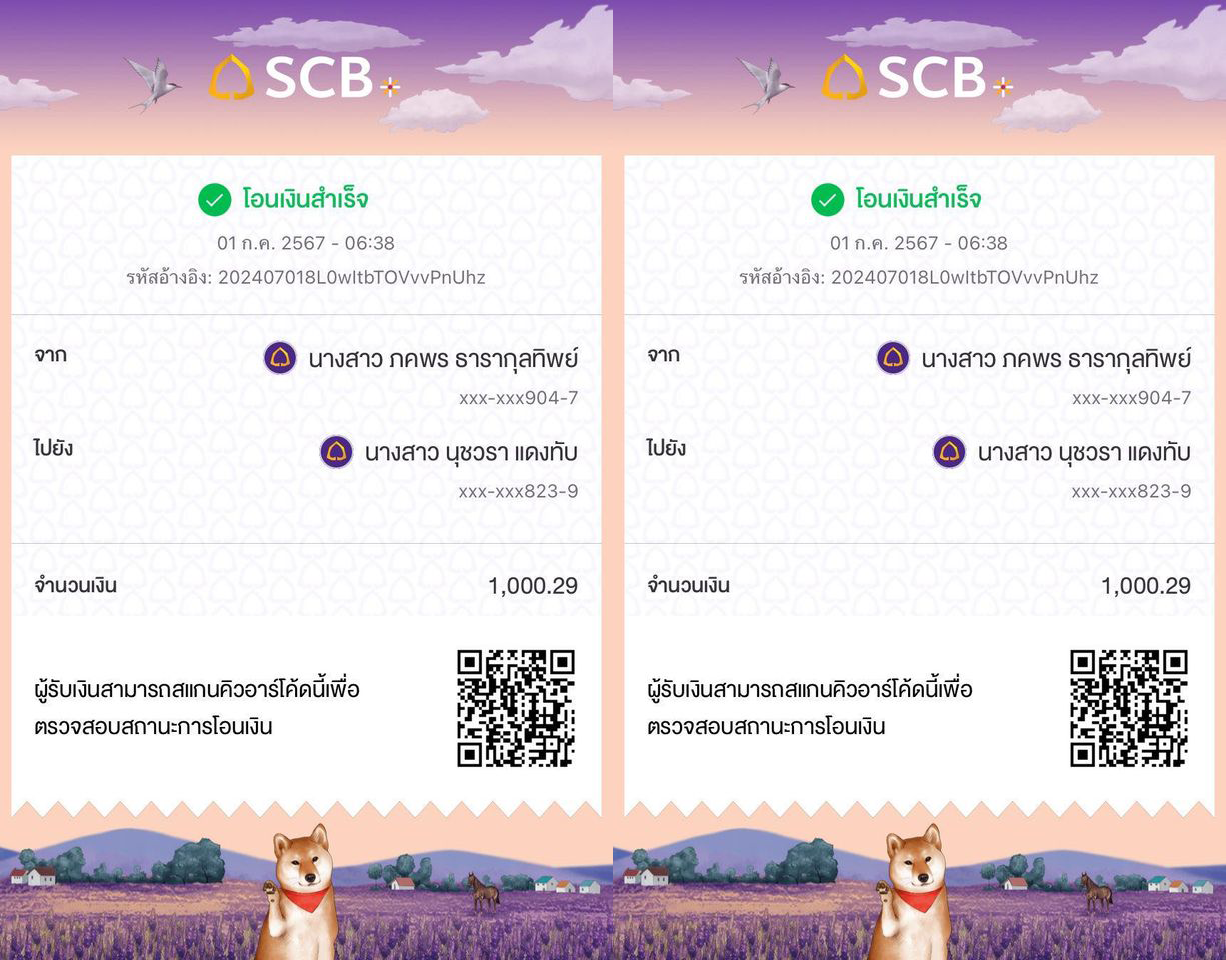 SCB
โอนเงินสำเร็จ
01 ก.ค. 2567 - 06:38
รหัสอ้างอิง: 202407018L0wItbTOVvvPnUhz
จาก
นางสาว ภคพร ธารากุลทิพย์
xxx-xxx904-7
ไปยัง
นางสาว นุชวรา แดงทับ
xxx-xxx823-9
จำนวนเงิน
1,000.29
ผู้รับเงินสามารถสแกนคิวอาร์โค้ดนี้เพื่อ
ตรวจสอบสถานะการโอนเงิน
SCB
โอนเงินสำเร็จ
01 ก.ค. 2567 - 06:38
รหัสอ้างอิง: 202407018L0wItbTOVvvPnUhz
จาก
นางสาว ภคพร ธารากุลทิพย์
xxx-xxx904-7
ไปยัง
นางสาว นุชวรา แดงทับ
xxx-xxx823-9
จำนวนเงิน
1,000.29
ผู้รับเงินสามารถสแกนคิวอาร์โค้ดนี้เพื่อ
ตรวจสอบสถานะการโอนเงิน